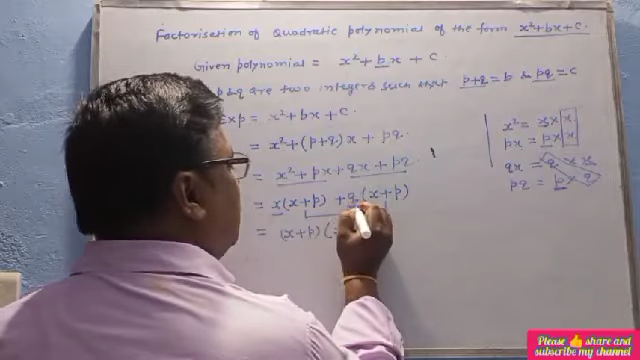 Factorisation of Quadratic polynomial of the form x²+bx+c.
Given polynomial = x² + bx + c
p&q are two integers such that p+q=b & pq=c
Exp = x²+bx+c.
= x²+(p+q)x + pq.
= x²+px+qx+pq
= x(x+p) +q(x+p)
= (x+p)(
x² = x × x
px = p × x
qx = q × x
pq = p × q
Please 👍 share and
subscribe my channel